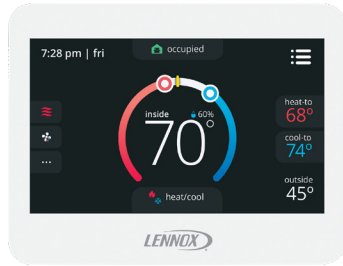 7:28 pm | fri
occupied
inside
60%
70°
heat-to
68°
cool-to
74°
outside
45°
heat/cool
LENNOX